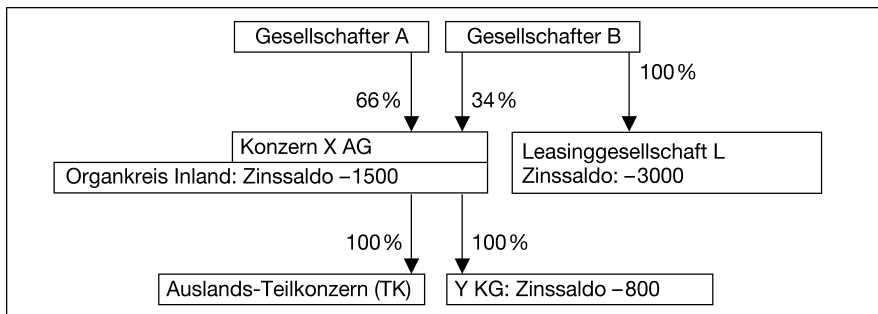 Gesellschafter A
Gesellschafter B
100 %
66 %
34 %
Konzern X AG
Organkreis Inland: Zinssaldo –1500
Leasinggesellschaft L
Zinssaldo: –3000
100 %
100 %
Auslands-Teilkonzern (TK)
Y KG: Zinssaldo –800